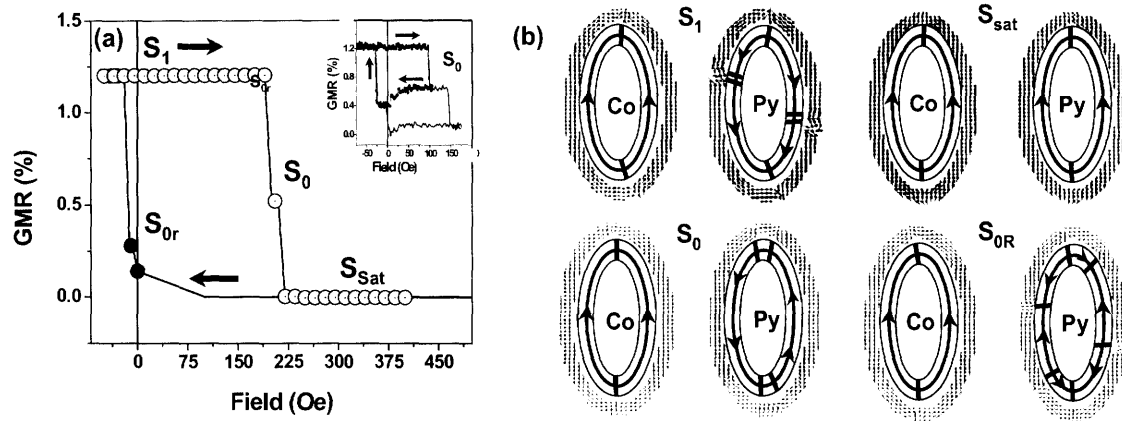 (a)
S1
S0r
S0
S0r
SSat
GMR (%)
1.5
1.0
0.5
0.0
0
75
150
225
300
375
450
Field (Oe)
S0
GMR (%)
1.2
0.8
0.4
0.0
-50
0
50
100
150
Field (Oe)
(b)
S1
Co
Py
Ssat
Co
Py
S0
Co
Py
S0R
Co
Py